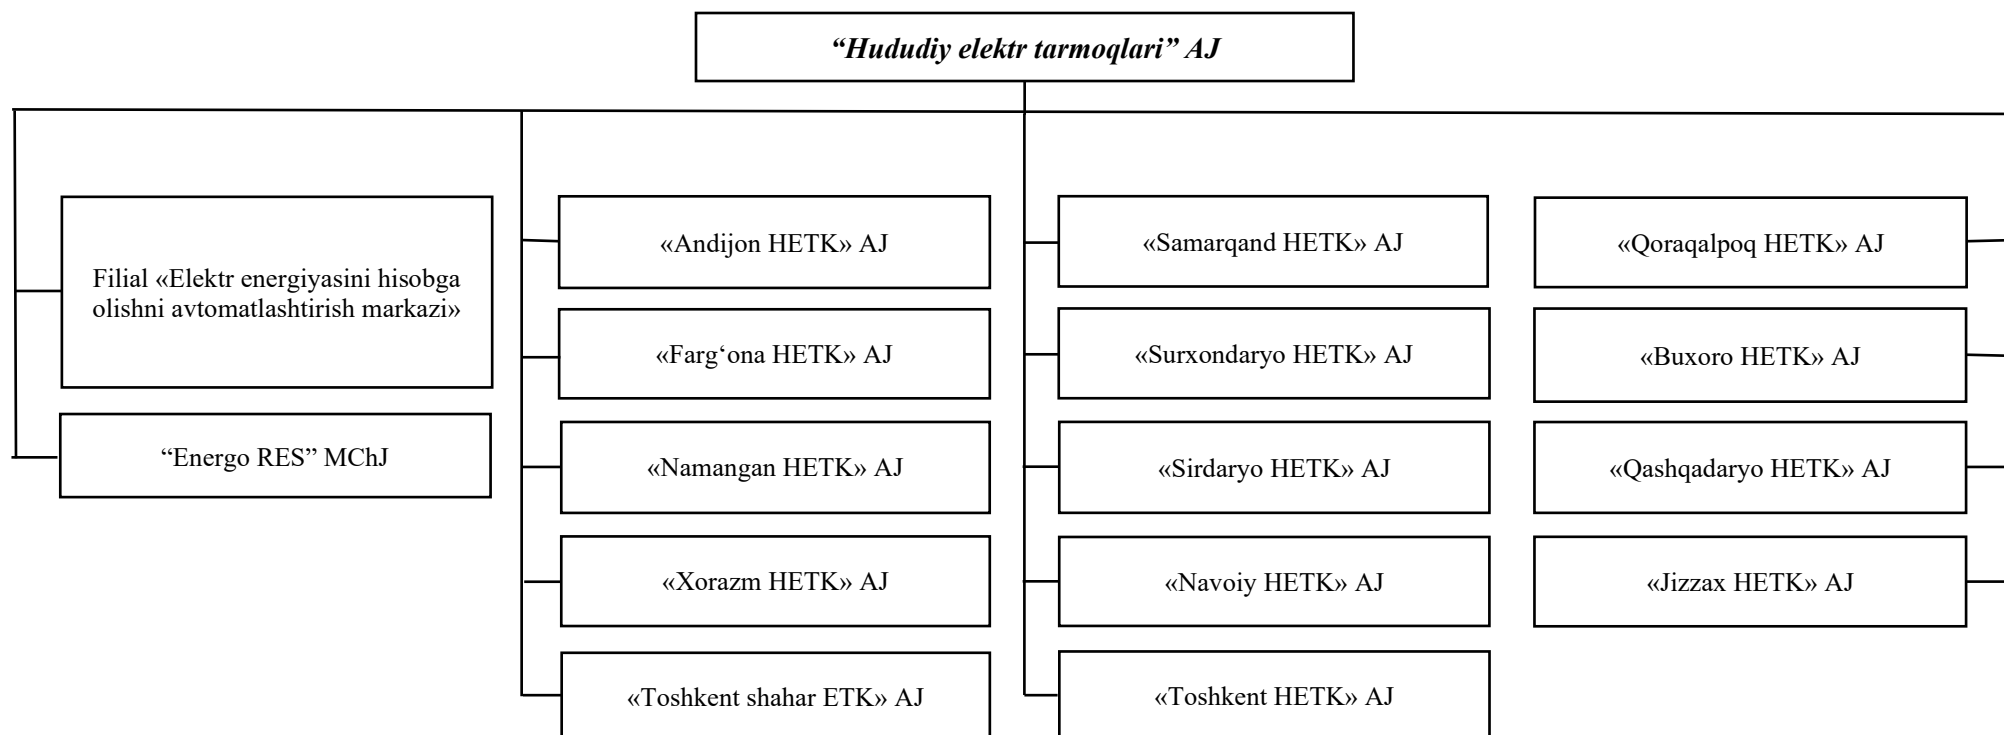 “Hududiy elektr tarmoqlari” AJ
Filial «Elektr energiyasini hisobga
olishni avtomatlashtirish markazi»
“Energo RES” MChJ
«Andijon HETK» AJ
«Farg‘ona HETK» AJ
«Namangan HETK» AJ
«Xorazm HETK» AJ
«Toshkent shahar ETK» AJ
«Samarqand HETK» AJ
«Surxondaryo HETK» AJ
«Sirdaryo HETK» AJ
«Navoiy HETK» AJ
«Toshkent HETK» AJ
«Qoraqalpoq HETK» AJ
«Buxoro HETK» AJ
«Qashqadaryo HETK» AJ
«Jizzax HETK» AJ